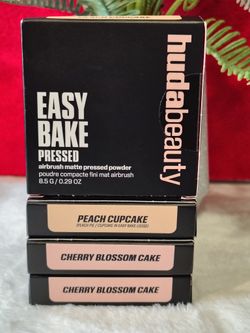 EASY
BAKE
PRESSED
airbrush matte pressed powder
poudre compacte fini mat airbrush
8.5 G / 0.29 OZ
hudabeauty
PEACH CUPCAKE
CHERRY BLOSSOM CAKE
CHERRY BLOSSOM CAKE